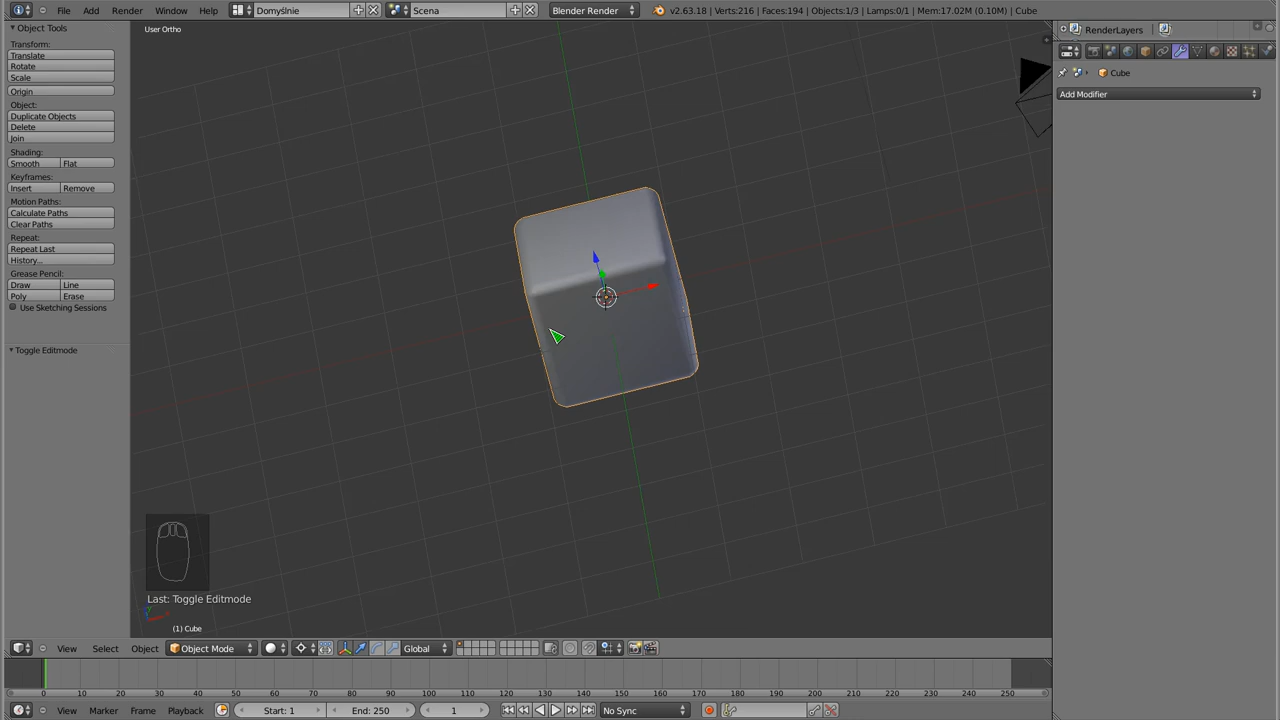 File Add Render Window Help Domyślnie Scena Blender Render v2.63.18 | Verts:216 | Faces:194 | Objects:1/3 | Lamps:0/1 | Mem:17.02M (0.10M) | Cube
Object Tools
Transform:
Translate
Rotate
Scale
Origin
Object:
Duplicate Objects
Delete
Join
Shading:
Smooth Flat
Keyframes:
Insert Remove
Motion Paths:
Calculate Paths
Clear Paths
Repeat:
Repeat Last
History...
Grease Pencil:
Draw Line
Poly Erase
Use Sketching Sessions
Toggle Editmode
User Ortho
Last: Toggle Editmode
(1) Cube
RenderLayers
Cube
Add Modifier
View Select Object Object Mode Global
0 10 20 30 40 50 60 70 80 90 100 110 120 130 140 150 160 170 180 190 200 210 220 230 240 250
View Marker Frame Playback Start: 1 End: 250 1 No Sync